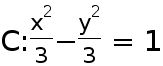 C: x²/3 − y²/3 = 1